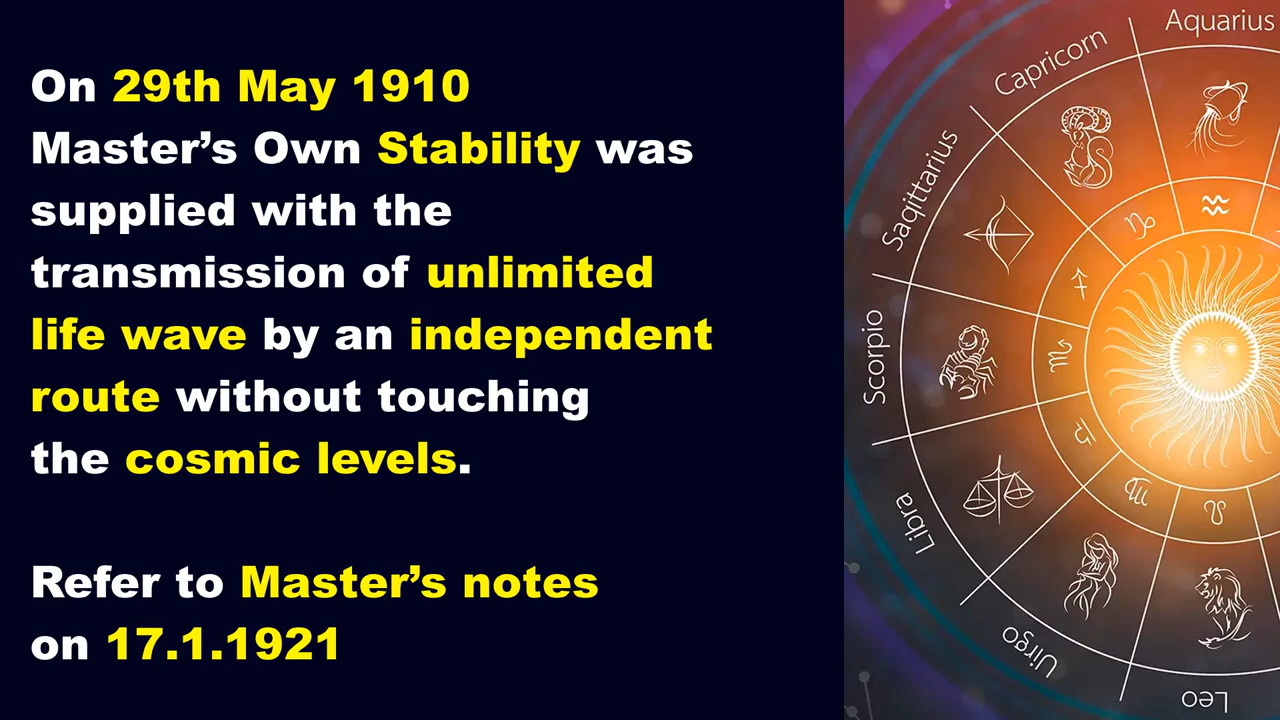 On 29th May 1910
Master’s Own Stability was
supplied with the
transmission of unlimited
life wave by an independent
route without touching
the cosmic levels.
Refer to Master’s notes
on 17.1.1921
Aquarius
Capricorn
Sagittarius
Scorpio
Libra
Virgo
Leo